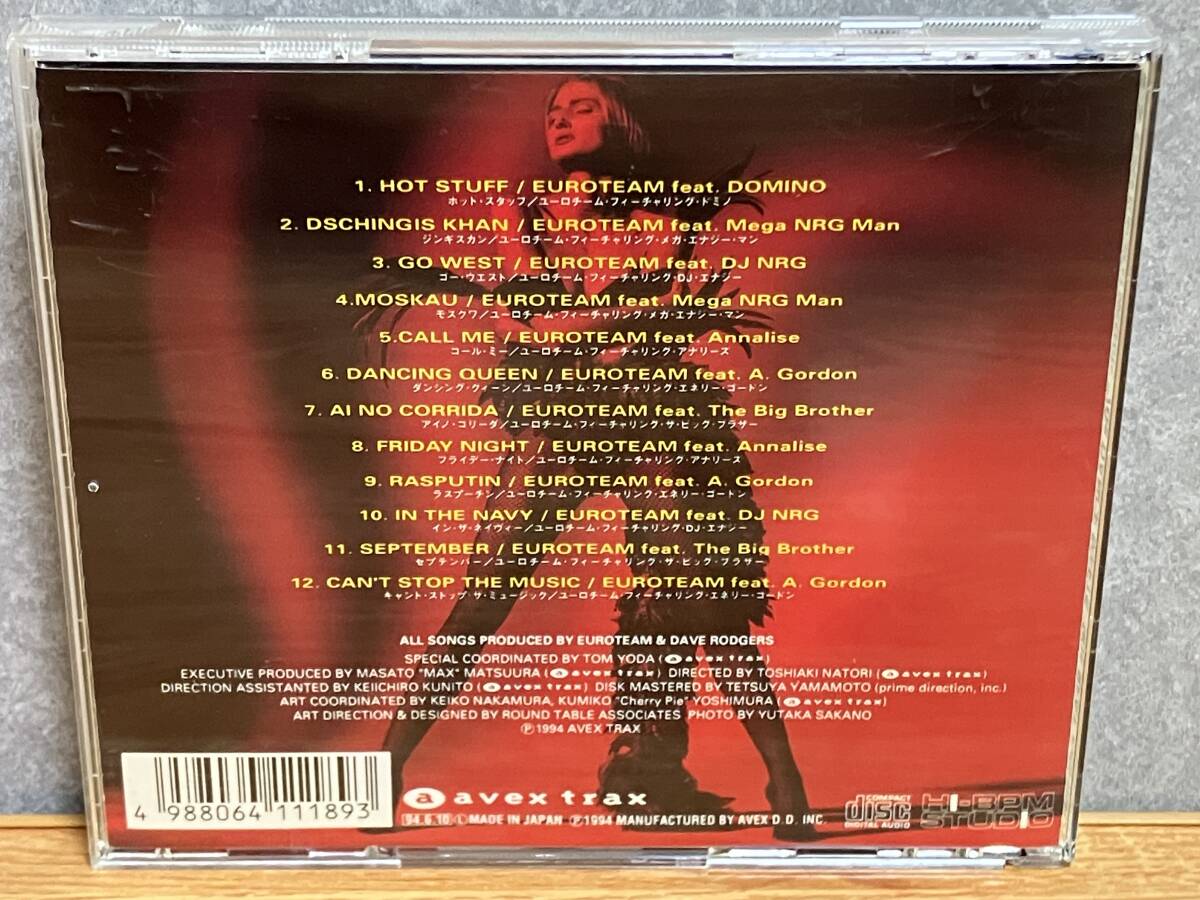 1. HOT STUFF / EUROTEAM feat. DOMINO
ホット・スタッフ/ユーロチーム・フィーチャリング・ドミノ
2. DSCHINGIS KHAN / EUROTEAM feat. Mega NRG Man
ジンギスカン/ユーロチーム・フィーチャリング・メガ・エナジー・マン
3. GO WEST / EUROTEAM feat. DJ NRG
ゴー・ウエスト/ユーロチーム・フィーチャリング・DJ・エナジー
4.MOSKAU / EUROTEAM feat. Mega NRG Man
モスクワ/ユーロチーム・フィーチャリング・メガ・エナジー・マン
5.CALL ME / EUROTEAM feat. Annalise
コール・ミー/ユーロチーム・フィーチャリング・アナリーズ
6. DANCING QUEEN / EUROTEAM feat. A. Gordon
ダンシング・クィーン/ユーロチーム・フィーチャリング・エネリー・ゴードン
7. AI NO CORRIDA / EUROTEAM feat. The Big Brother
アイノ・コリーダ/ユーロチーム・フィーチャリング・ザ・ビッグ・ブラザー
8. FRIDAY NIGHT / EUROTEAM feat. Annalise
フライデー・ナイト/ユーロチーム・フィーチャリング・アナリーズ
9. RASPUTIN / EUROTEAM feat. A. Gordon
ラスプーチン/ユーロチーム・フィーチャリング・エネリー・ゴードン
10. IN THE NAVY / EUROTEAM feat. DJ NRG
イン・ザ・ネイヴィー/ユーロチーム・フィーチャリング・DJ・エナジー
11. SEPTEMBER / EUROTEAM feat. The Big Brother
セプテンバー/ユーロチーム・フィーチャリング・ザ・ビッグ・ブラザー
12. CAN'T STOP THE MUSIC / EUROTEAM feat. A. Gordon
キャント・ストップ・ザ・ミュージック/ユーロチーム・フィーチャリング・エネリー・ゴードン
ALL SONGS PRODUCED BY EUROTEAM & DAVE RODGERS
SPECIAL COORDINATED BY TOM YODA (a avex trax)
EXECUTIVE PRODUCED BY MASATO "MAX" MATSUURA (a avex trax) DIRECTED BY TOSHIAKI NATORI (a avex trax)
DIRECTION ASSISTANTED BY KEIICHIRO KUNITO (a avex trax) DISK MASTERED BY TETSUYA YAMAMOTO (prime direction, inc.)
ART COORDINATED BY KEIKO NAKAMURA, KUMIKO "Cherry Pie" YOSHIMURA (a avex trax)
ART DIRECTION & DESIGNED BY ROUND TABLE ASSOCIATES PHOTO BY YUTAKA SAKANO
Ⓟ1994 AVEX TRAX
4 988064 111893
a avex trax
94.6.10 Ⓛ MADE IN JAPAN Ⓟ1994 MANUFACTURED BY AVEX D.D. INC.
COMPACT disc DIGITAL AUDIO
HI-BPM STUDIO